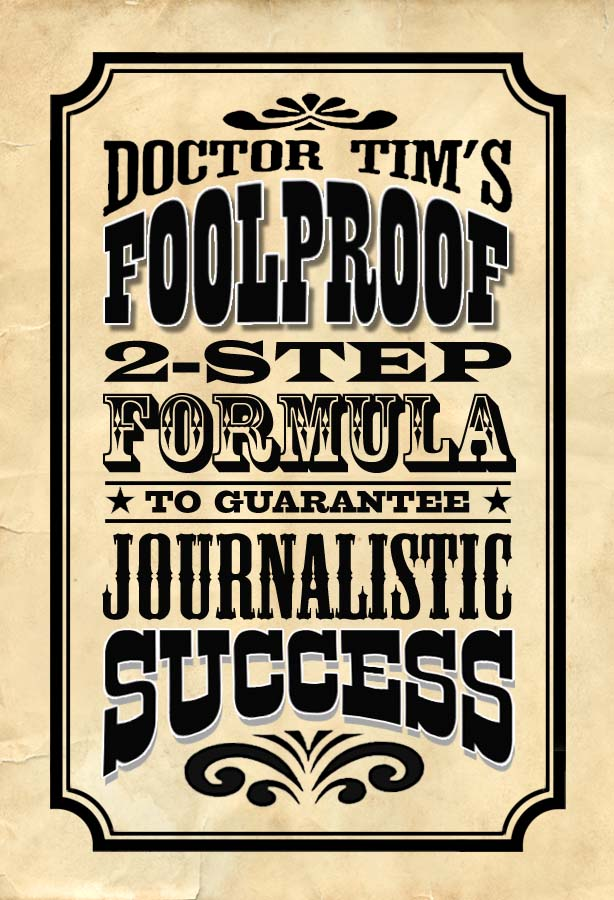 DOCTOR TIM'S
FOOLPROOF
2-STEP
FORMULA
★ TO GUARANTEE ★
JOURNALISTIC
SUCCESS